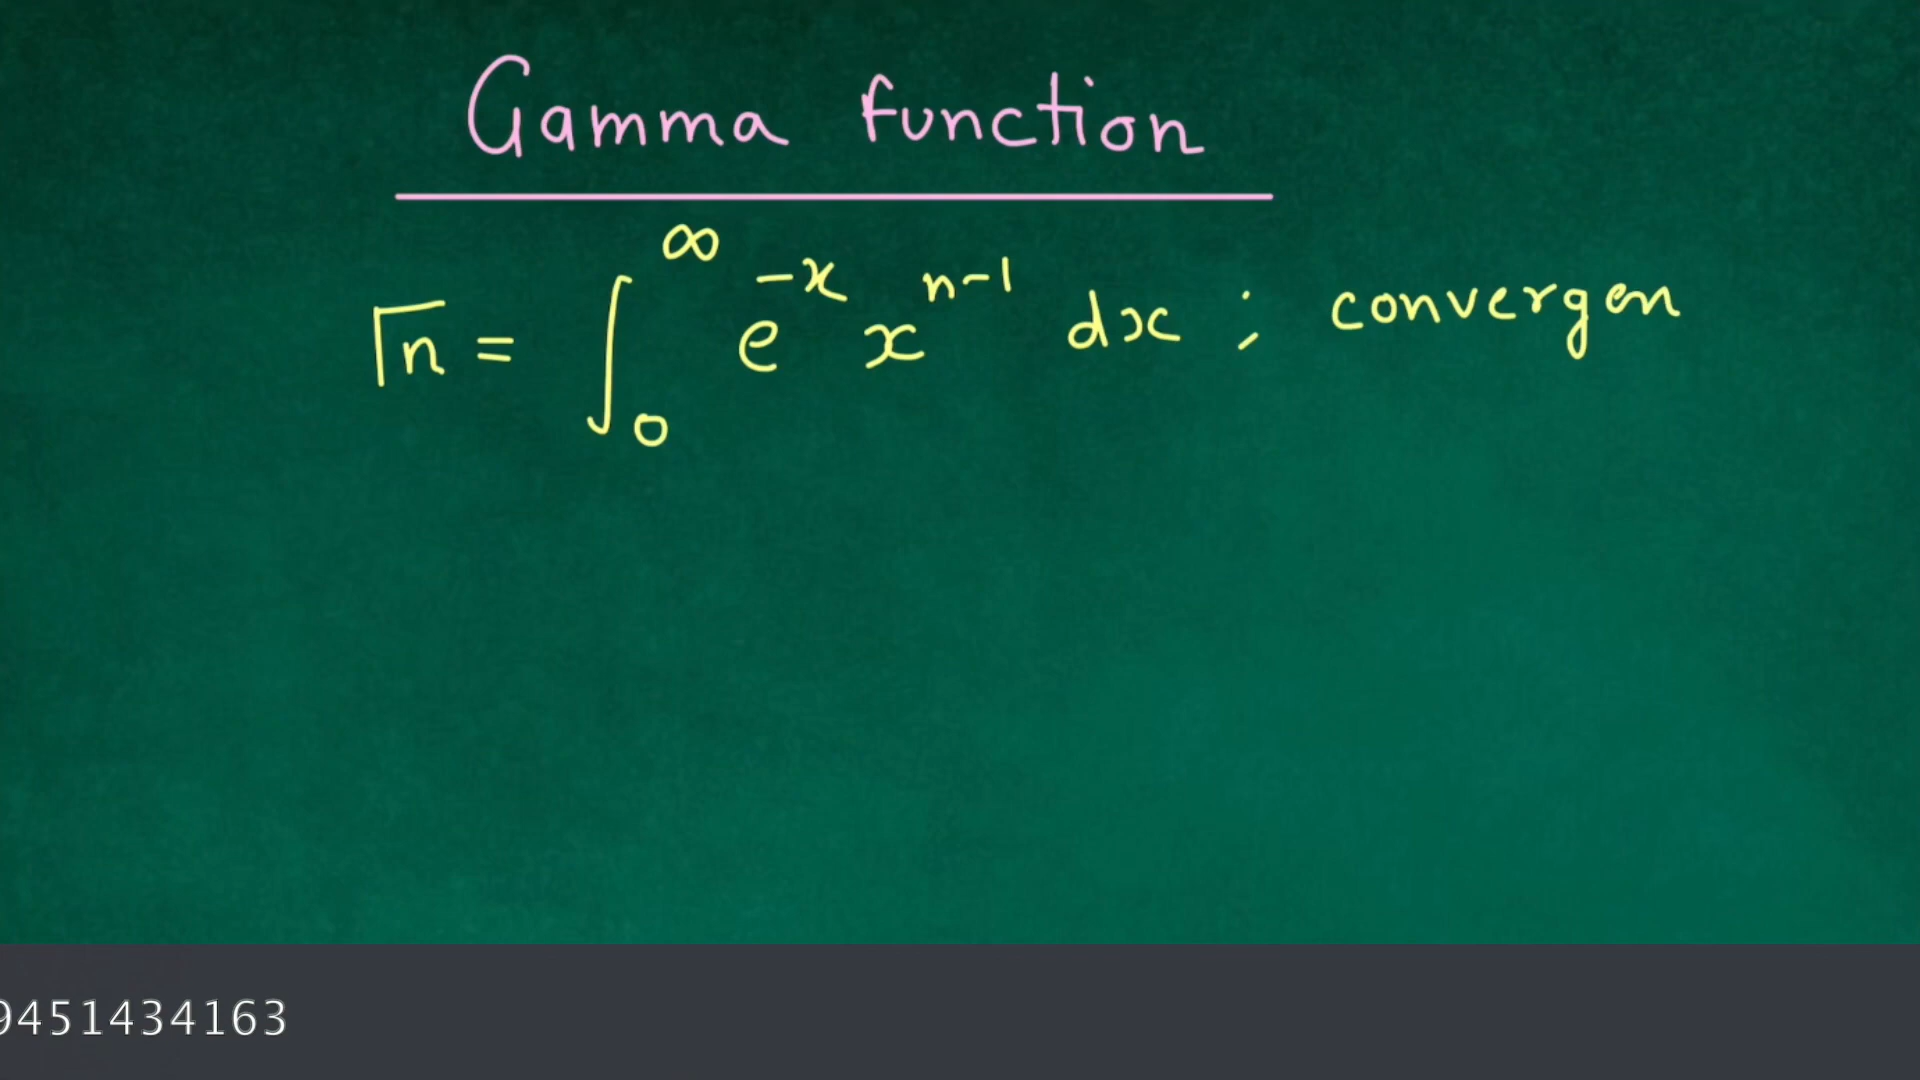 Gamma function
Γn = ∫₀^∞ e^-x x^n-1 dx ; convergen
9451434163